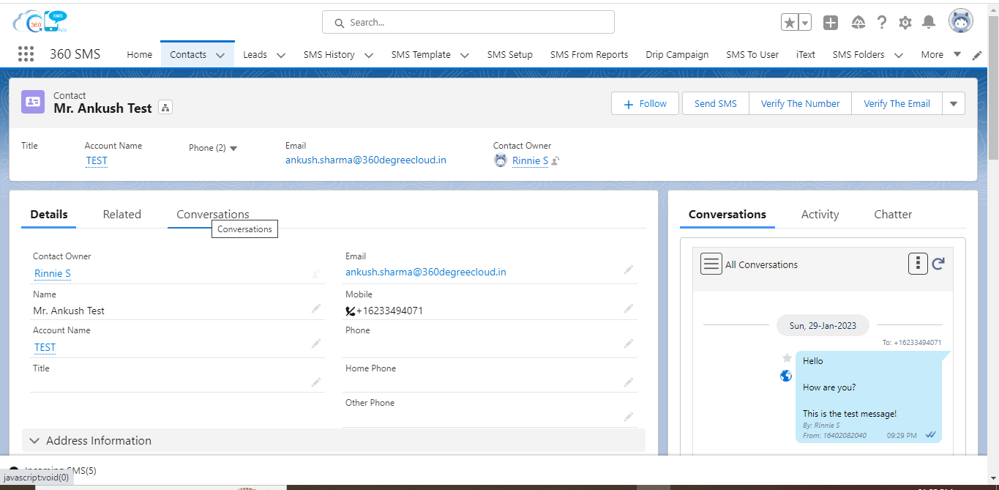 SMS
360
App
Search...
360 SMS
Home
Contacts
Leads
SMS History
SMS Template
SMS Setup
SMS From Reports
Drip Campaign
SMS To User
iText
SMS Folders
More
Contact
Mr. Ankush Test
Follow
Send SMS
Verify The Number
Verify The Email
Title
Account Name
TEST
Phone (2)
Email
ankush.sharma@360degreecloud.in
Contact Owner
Rinnie S
Details
Related
Conversations
Conversations
Contact Owner
Rinnie S
Name
Mr. Ankush Test
Account Name
TEST
Title
Email
ankush.sharma@360degreecloud.in
Mobile
+16233494071
Phone
Home Phone
Other Phone
Address Information
Conversations
Activity
Chatter
All Conversations
Sun, 29-Jan-2023
To: +16233494071
Hello
How are you?
This is the test message!
By: Rinnie S
From: 16402082040
09:29 PM
Incoming SMS(5)
javascript:void(0)